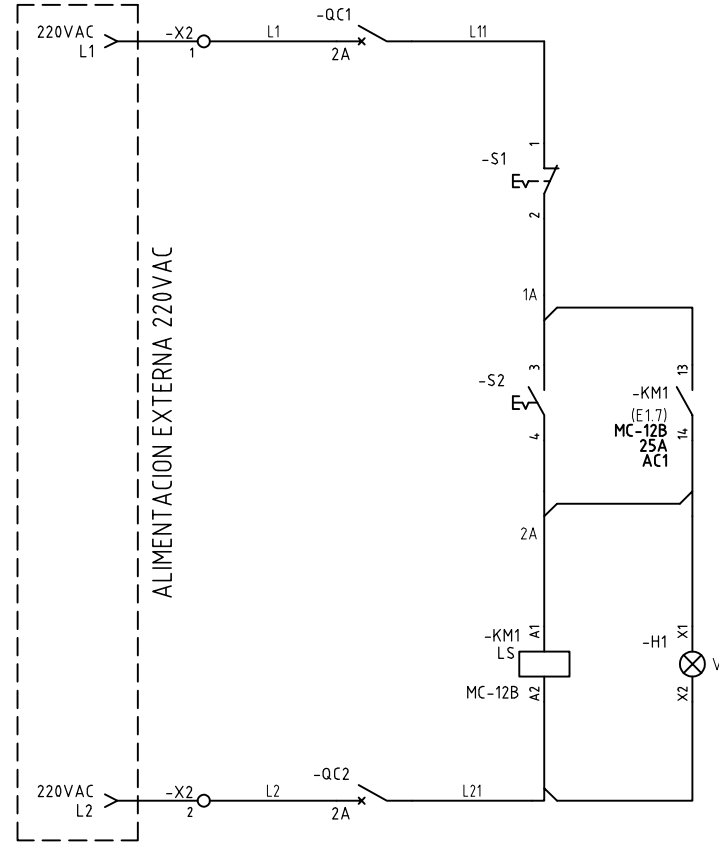 220VAC
L1
-X2
1
L1
-QC1
2A
L11
1
-S1
2
1A
ALIMENTACION EXTERNA 220VAC
3
-S2
4
13
-KM1
(E1.7)
MC-12B
25A
AC1
14
2A
-KM1
LS
MC-12B
A1
A2
-H1
X1
X2
V
220VAC
L2
-X2
2
L2
-QC2
2A
L21